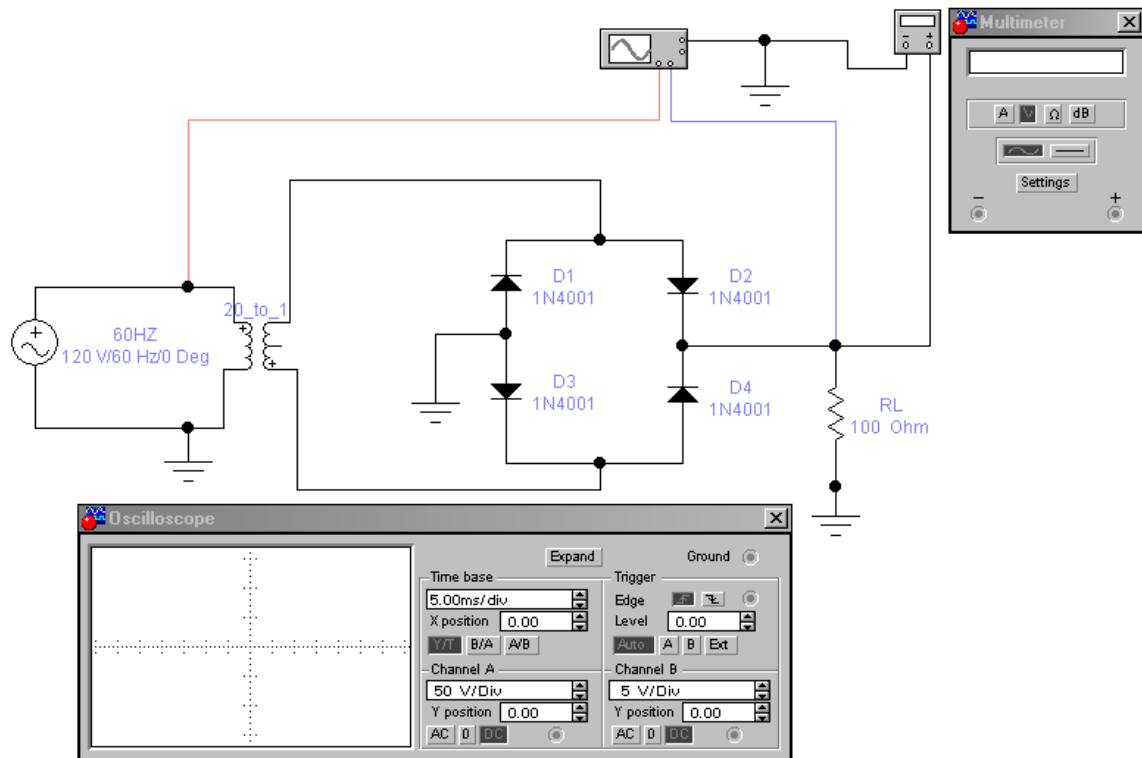 Multimeter
A V Ω dB
Settings
− +
− +
D1
1N4001
D2
1N4001
20_to_1
60HZ
120 V/60 Hz/0 Deg
D3
1N4001
D4
1N4001
RL
100 Ohm
Oscilloscope
Expand
Ground
Time base
5.00ms/div
X position 0.00
Y/T B/A A/B
Trigger
Edge
Level 0.00
Auto A B Ext
Channel A
50 V/Div
Y position 0.00
AC 0 DC
Channel B
5 V/Div
Y position 0.00
AC 0 DC